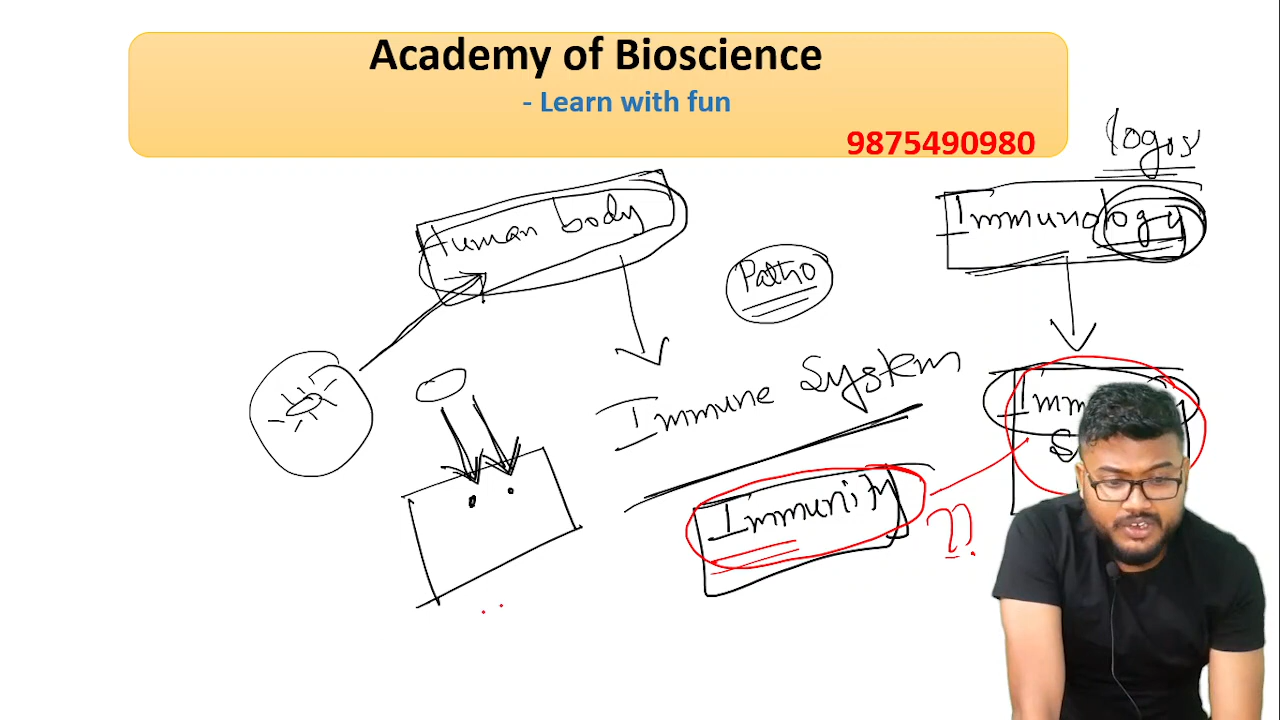 Academy of Bioscience
- Learn with fun
9875490980
logos
Human body
Immunology
Patho
Immune System
Immunity
??